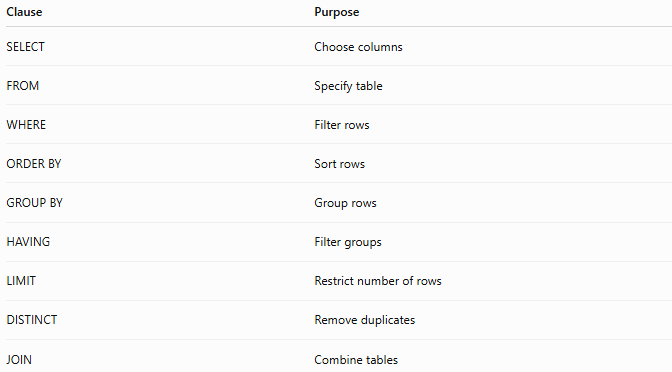 Clause Purpose
SELECT Choose columns
FROM Specify table
WHERE Filter rows
ORDER BY Sort rows
GROUP BY Group rows
HAVING Filter groups
LIMIT Restrict number of rows
DISTINCT Remove duplicates
JOIN Combine tables